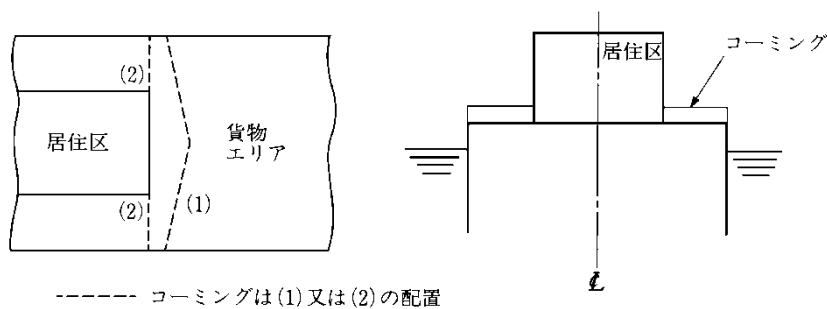 (2)
居住区
貨物
エリア
(2)
(1)
------ コーミングは(1)又は(2)の配置
居住区
コーミング
℄